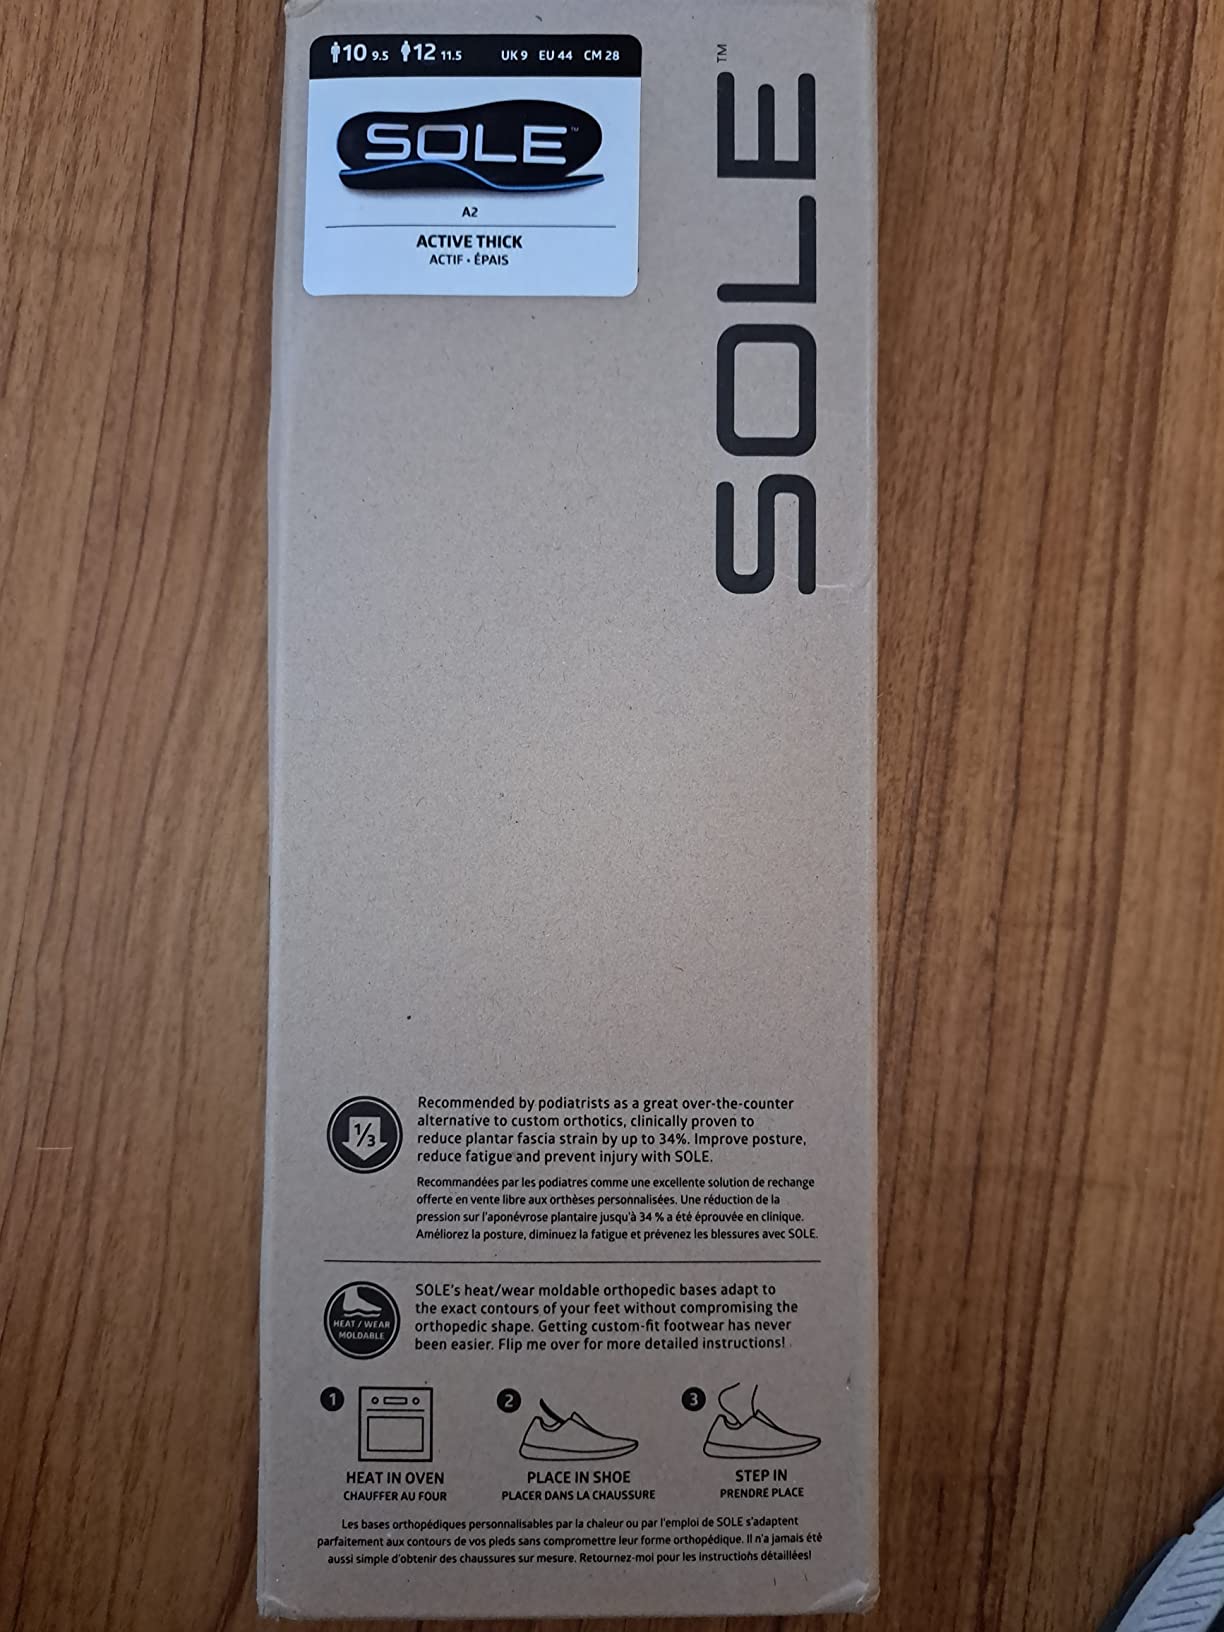 10 9.5 12 11.5 UK 9 EU 44 CM 28
SOLE™
A2
ACTIVE THICK
ACTIF • ÉPAIS
SOLE™
1/3
Recommended by podiatrists as a great over-the-counter
alternative to custom orthotics, clinically proven to
reduce plantar fascia strain by up to 34%. Improve posture,
reduce fatigue and prevent injury with SOLE.
Recommandées par les podiatres comme une excellente solution de rechange
offerte en vente libre aux orthèses personnalisées. Une réduction de la
pression sur l'aponévrose plantaire jusqu'à 34 % a été éprouvée en clinique.
Améliorez la posture, diminuez la fatigue et prévenez les blessures avec SOLE.
HEAT / WEAR
MOLDABLE
SOLE's heat/wear moldable orthopedic bases adapt to
the exact contours of your feet without compromising the
orthopedic shape. Getting custom-fit footwear has never
been easier. Flip me over for more detailed instructions!
1
HEAT IN OVEN
CHAUFFER AU FOUR
2
PLACE IN SHOE
PLACER DANS LA CHAUSSURE
3
STEP IN
PRENDRE PLACE
Les bases orthopédiques personnalisables par la chaleur ou par l'emploi de SOLE s'adaptent
parfaitement aux contours de vos pieds sans compromettre leur forme orthopédique. Il n'a jamais été
aussi simple d'obtenir des chaussures sur mesure. Retournez-moi pour les instructions détaillées!